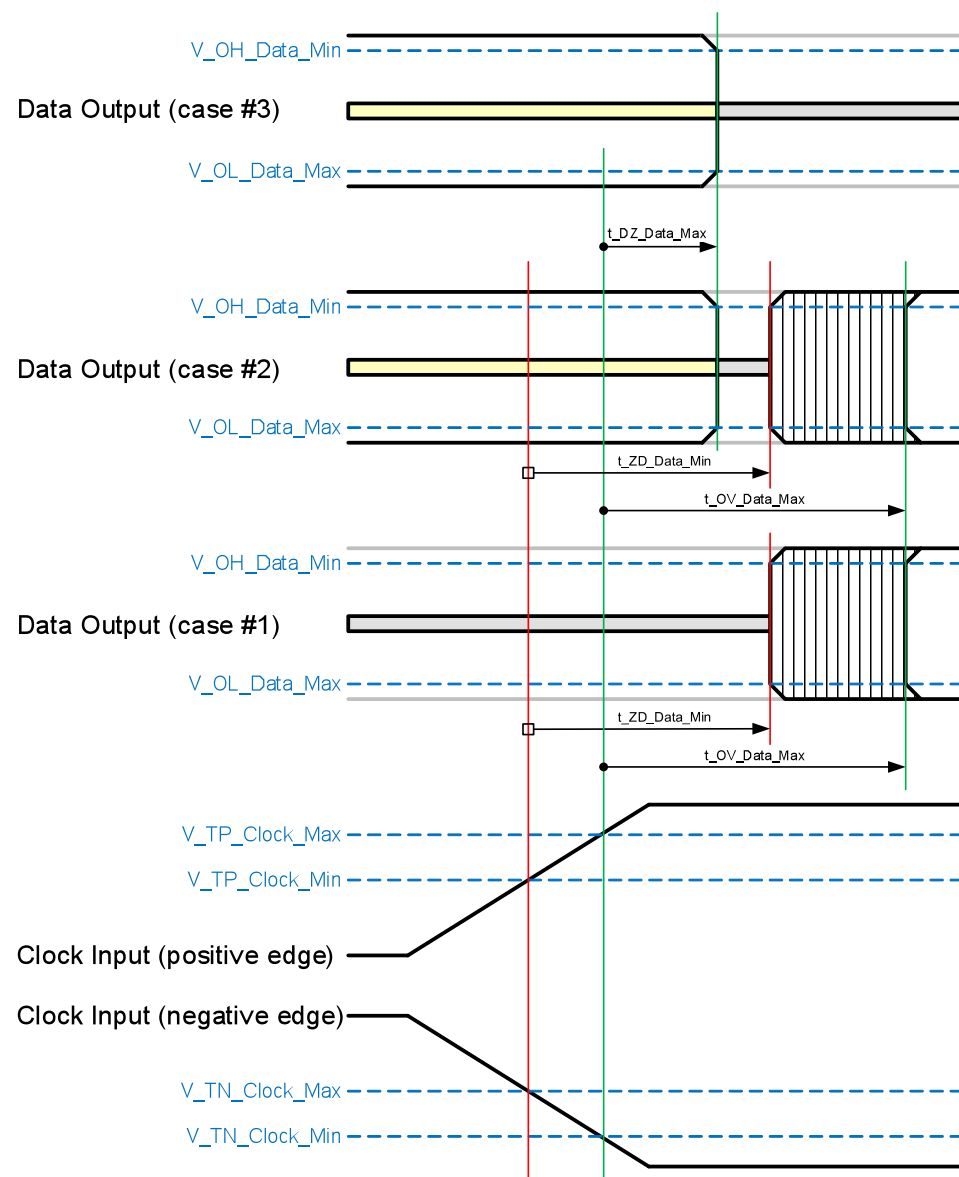 V_OH_Data_Min
Data Output (case #3)
V_OL_Data_Max
t_DZ_Data_Max
V_OH_Data_Min
Data Output (case #2)
V_OL_Data_Max
t_ZD_Data_Min
t_OV_Data_Max
V_OH_Data_Min
Data Output (case #1)
V_OL_Data_Max
t_ZD_Data_Min
t_OV_Data_Max
V_TP_Clock_Max
V_TP_Clock_Min
Clock Input (positive edge)
Clock Input (negative edge)
V_TN_Clock_Max
V_TN_Clock_Min